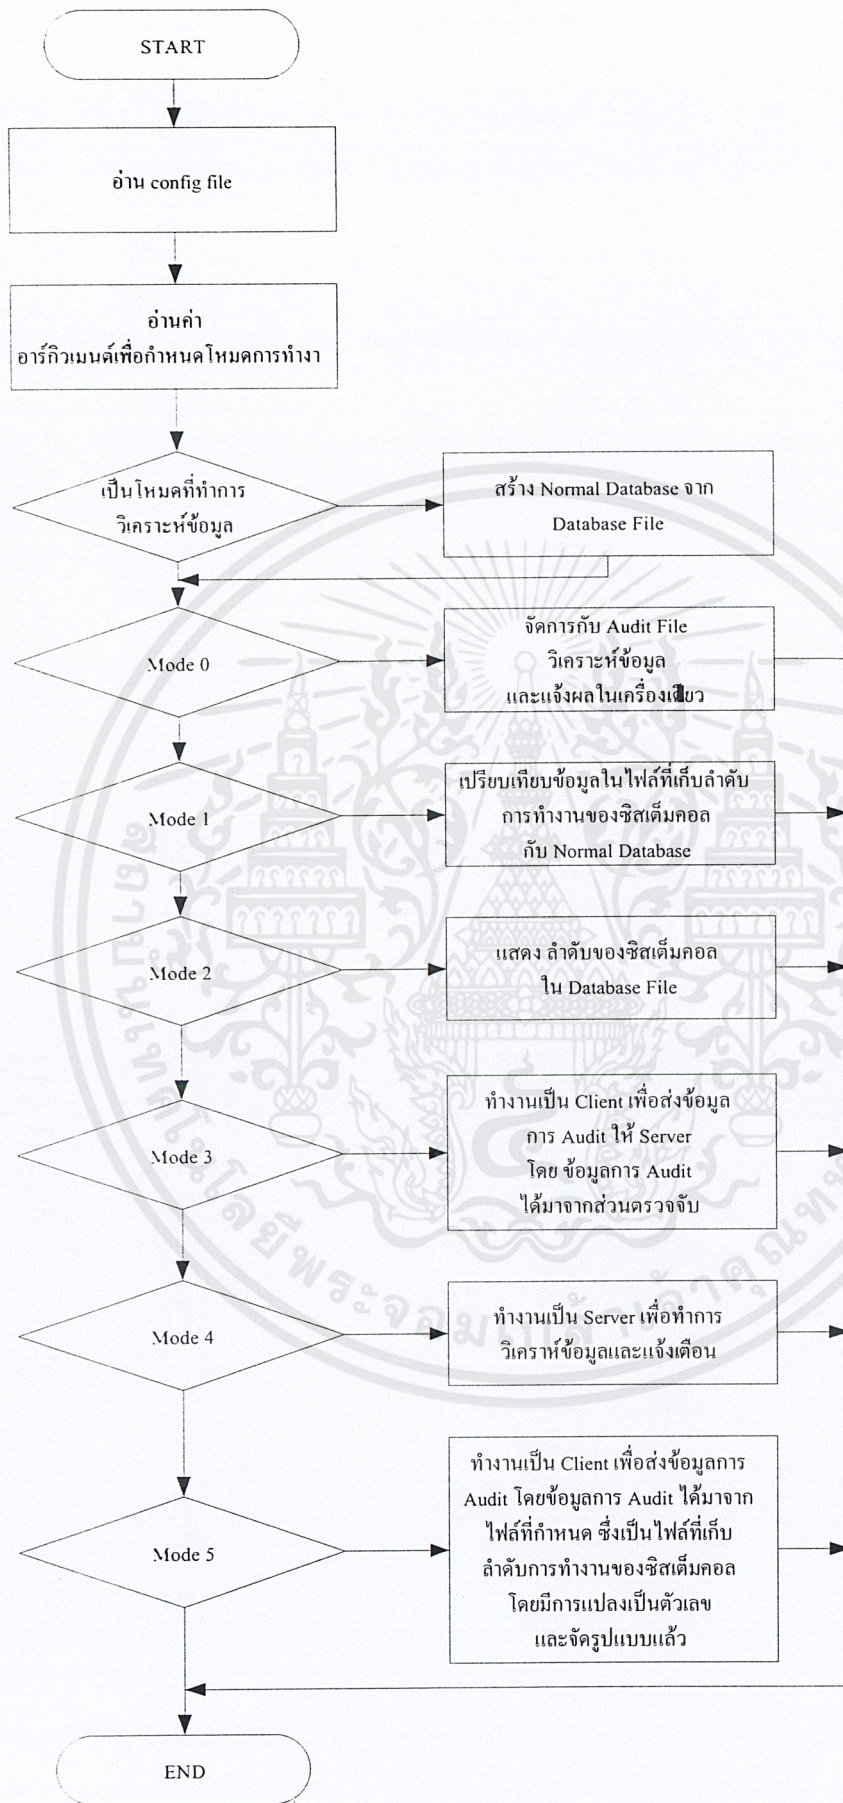 START
อ่าน config file
อ่านค่า
อาร์กิวเมนต์เพื่อกำหนดโหมดการทำงา
เป็นโหมดที่ทำการ
วิเคราะห์ข้อมูล
สร้าง Normal Database จาก
Database File
Mode 0
จัดการกับ Audit File
วิเคราะห์ข้อมูล
และแจ้งผลในเครื่องเดียว
Mode 1
เปรียบเทียบข้อมูลในไฟล์ที่เก็บลำดับ
การทำงานของซิสเต็มคอล
กับ Normal Database
Mode 2
แสดง ลำดับของซิสเต็มคอล
ใน Database File
Mode 3
ทำงานเป็น Client เพื่อส่งข้อมูล
การ Audit ให้ Server
โดย ข้อมูลการ Audit
ได้มาจากส่วนตรวจจับ
Mode 4
ทำงานเป็น Server เพื่อทำการ
วิเคราห์ข้อมูลและแจ้งเตือน
Mode 5
ทำงานเป็น Client เพื่อส่งข้อมูลการ
Audit โดยข้อมูลการ Audit ได้มาจาก
ไฟล์ที่กำหนด ซึ่งเป็นไฟล์ที่เก็บ
ลำดับการทำงานของซิสเต็มคอล
โดยมีการแปลงเป็นตัวเลข
และจัดรูปแบบแล้ว
END